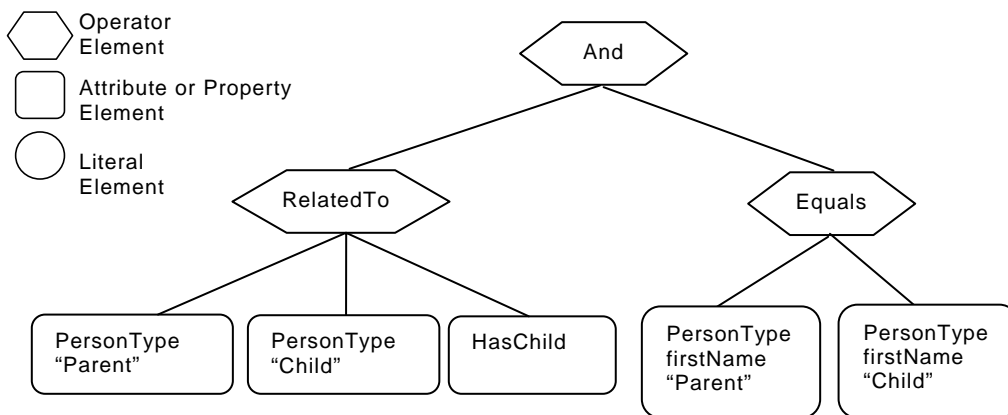 Operator
Element
Attribute or Property
Element
Literal
Element
And
RelatedTo
Equals
PersonType
“Parent”
PersonType
“Child”
HasChild
PersonType
firstName
“Parent”
PersonType
firstName
“Child”